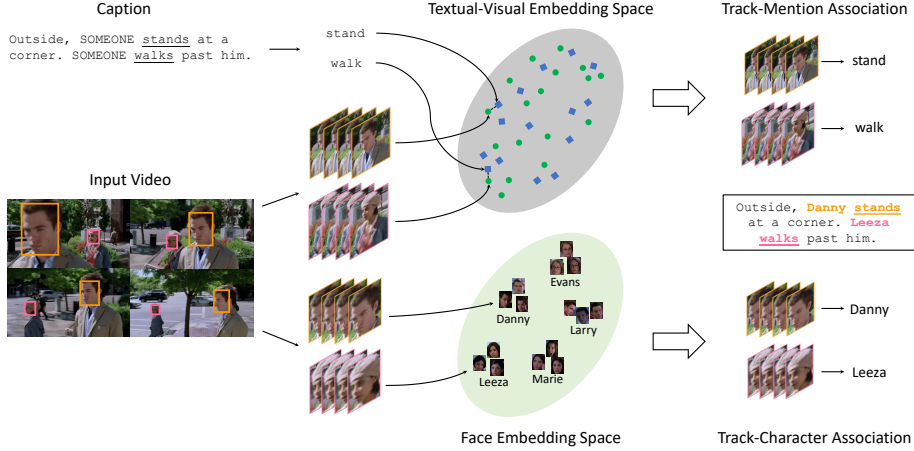 Caption
Textual-Visual Embedding Space
Track-Mention Association
Outside, SOMEONE stands at a
corner. SOMEONE walks past him.
stand
walk
stand
walk
Input Video
Outside, Danny stands
at a corner. Leeza
walks past him.
Evans
Danny
Larry
Leeza
Marie
Danny
Leeza
Face Embedding Space
Track-Character Association